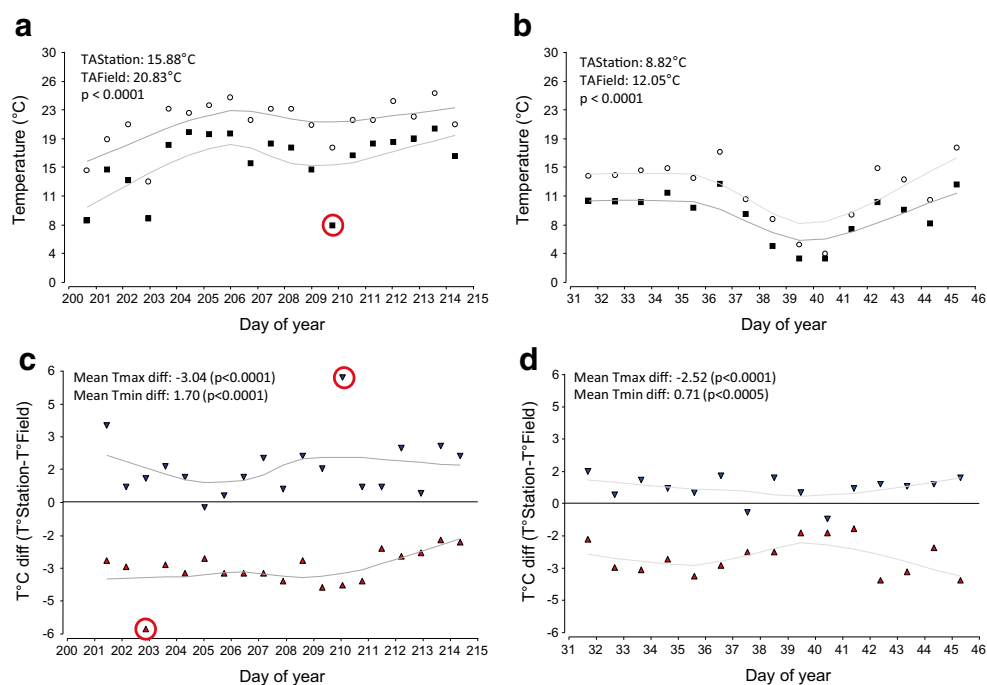 a
TAStation: 15.88°C
TAField: 20.83°C
p < 0.0001
Temperature (°C)
30
26
23
19
15
11
8
4
0
200 201 202 203 204 205 206 207 208 209 210 211 212 213 214 215
Day of year
b
TAStation: 8.82°C
TAField: 12.05°C
p < 0.0001
Temperature (°C)
30
26
23
19
15
11
8
4
0
31 32 33 34 35 36 37 38 39 40 41 42 43 44 45 46
Day of year
c
Mean Tmax diff: -3.04 (p<0.0001)
Mean Tmin diff: 1.70 (p<0.0001)
T°C diff (T°Station-T°Field)
6
5
3
2
0
-2
-3
-5
-6
200 201 202 203 204 205 206 207 208 209 210 211 212 213 214 215
Day of year
d
Mean Tmax diff: -2.52 (p<0.0001)
Mean Tmin diff: 0.71 (p<0.0005)
T°C diff (T°Station-T°Field)
6
5
3
2
0
-2
-3
-5
-6
31 32 33 34 35 36 37 38 39 40 41 42 43 44 45 46
Day of year